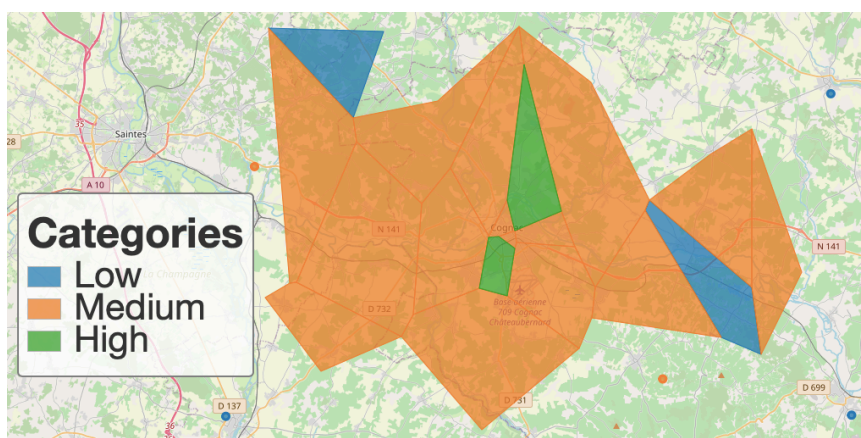 35
Saintes
28
A 10
Categories
Low
Medium
High
La Champagne
N 141
Cognac
N 141
D 732
Base aérienne
709 Cognac
Châteaubernard
D 731
D 699
D 137
36